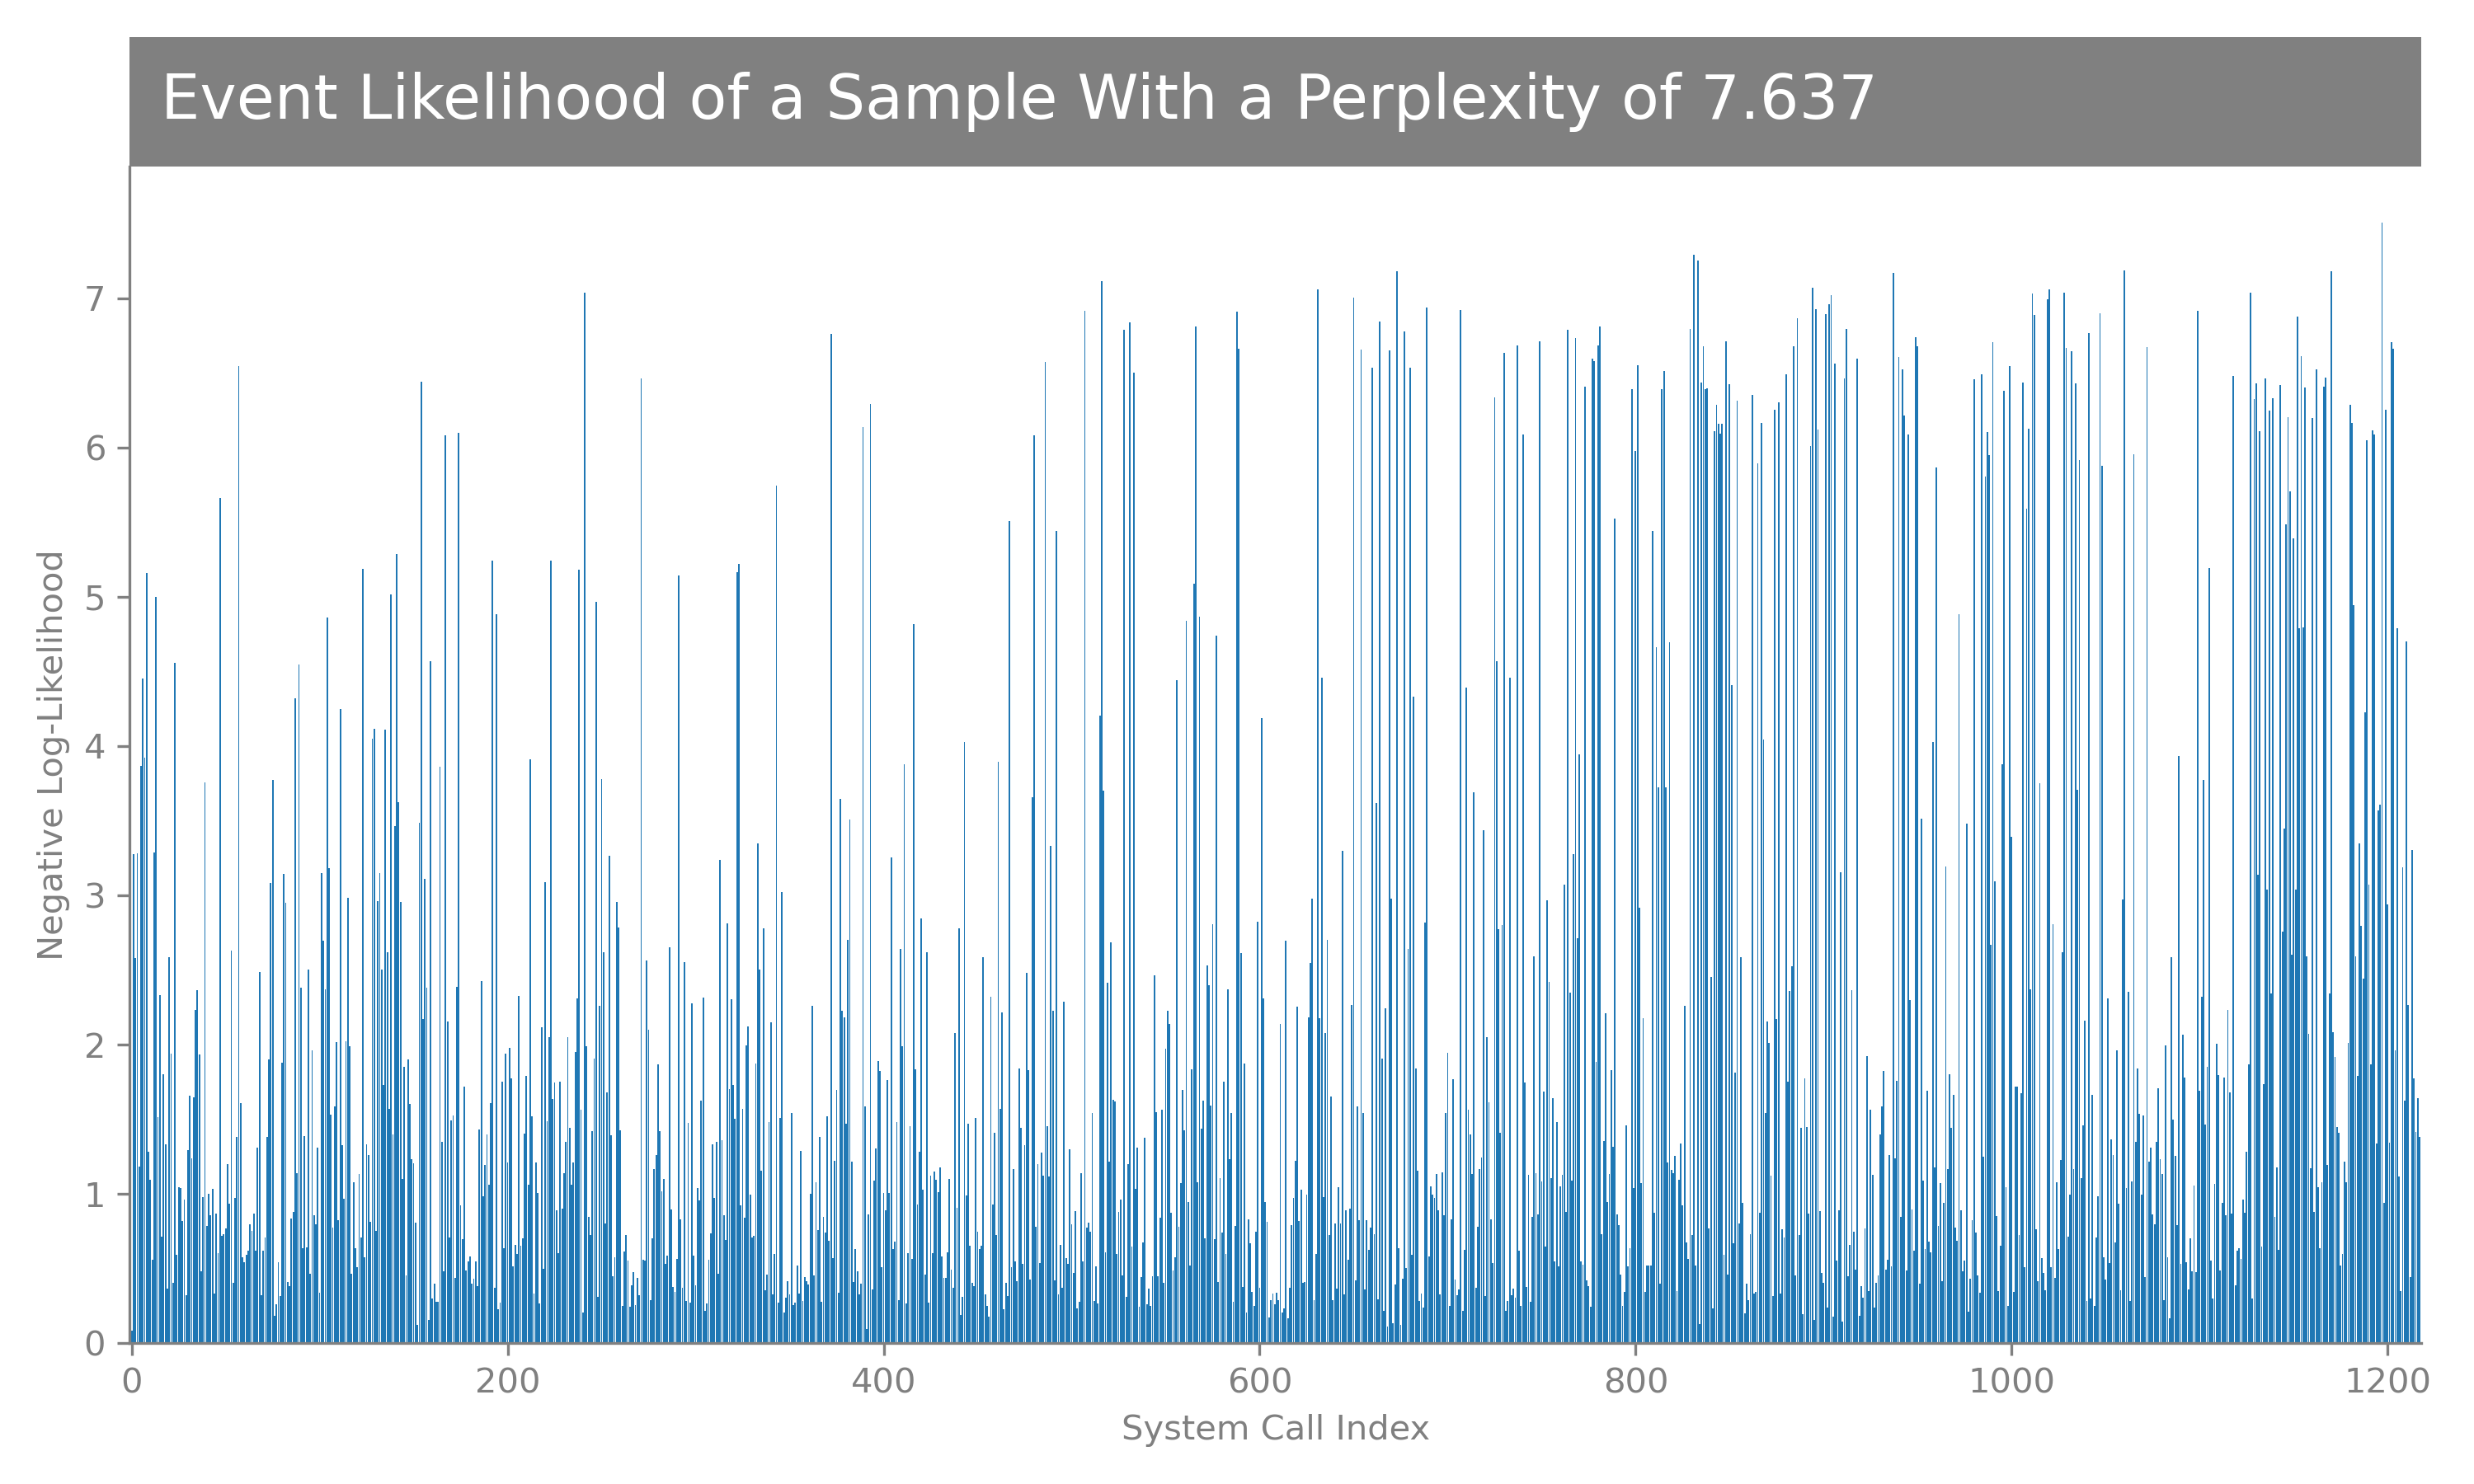 Event Likelihood of a Sample With a Perplexity of 7.637
Negative Log-Likelihood
7
6
5
4
3
2
1
0
0 200 400 600 800 1000 1200
System Call Index